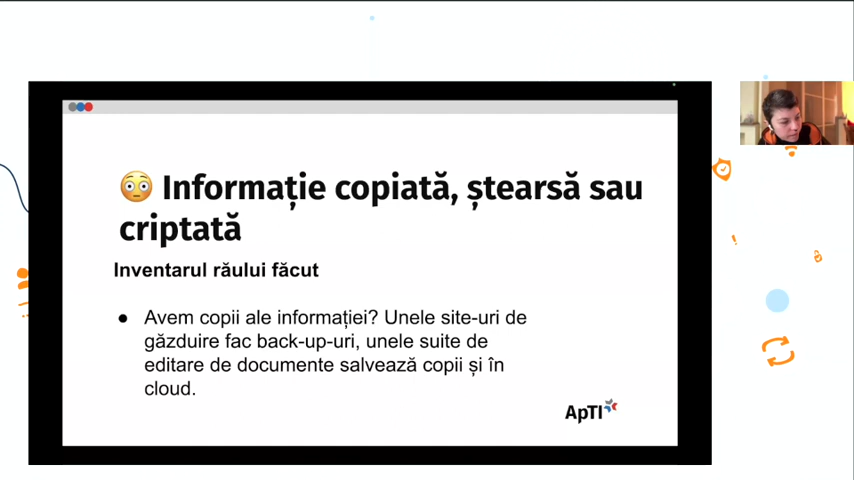 😳 Informație copiată, ștearsă sau
criptată
Inventarul răului făcut
● Avem copii ale informației? Unele site-uri de
găzduire fac back-up-uri, unele suite de
editare de documente salvează copii și în
cloud.
ApTI